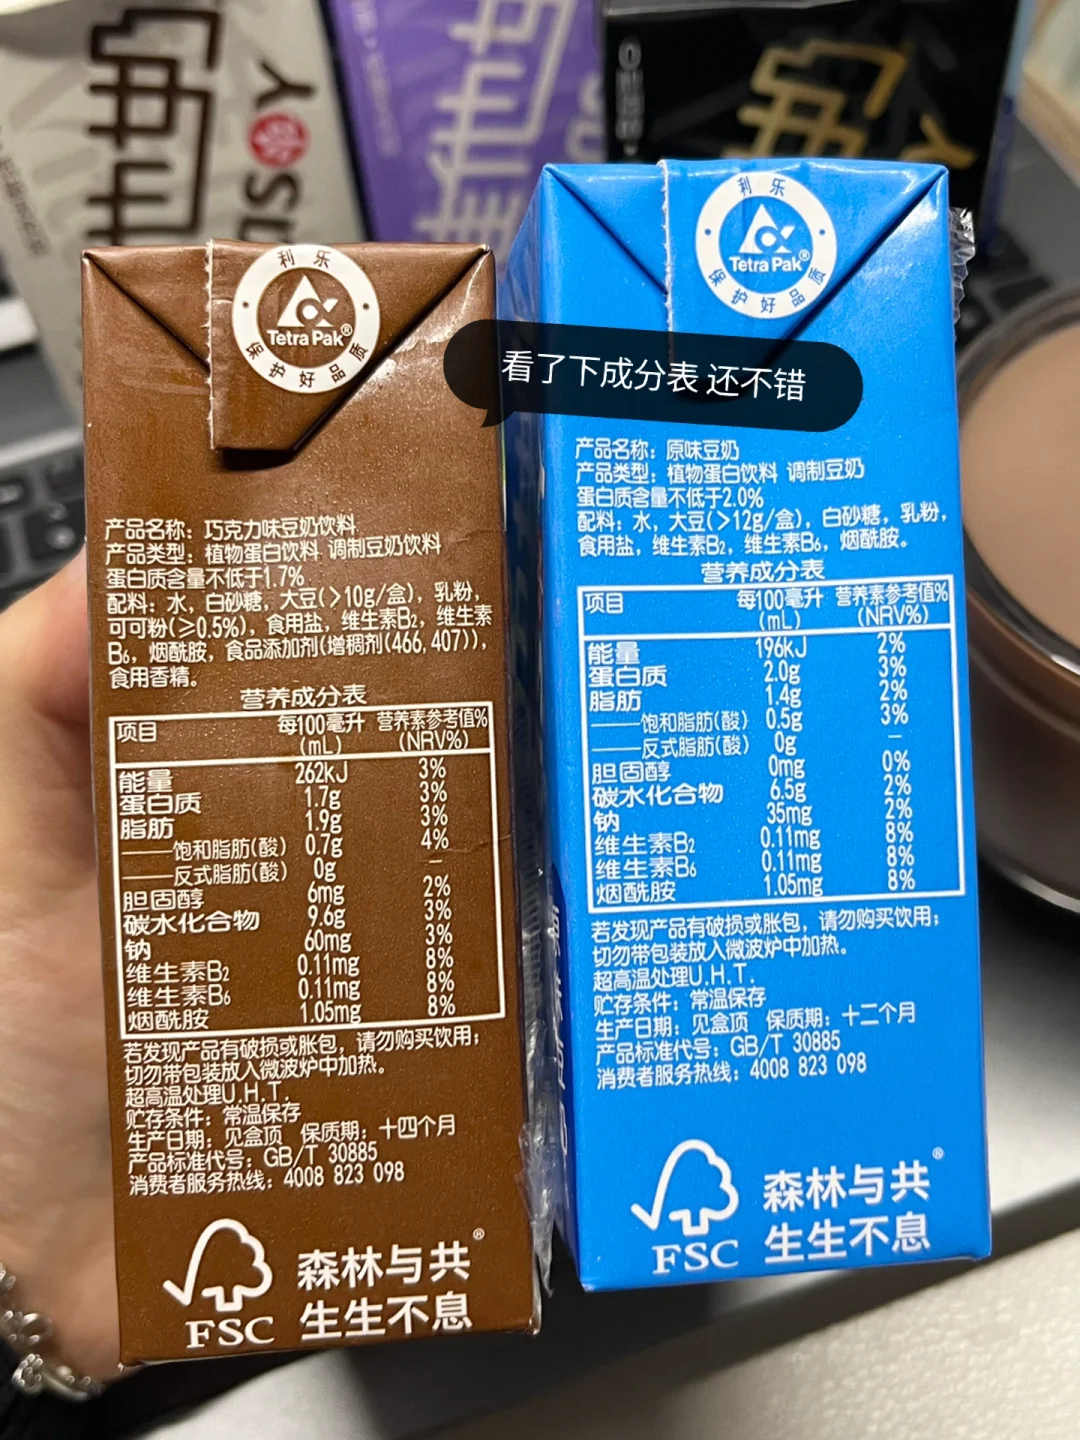 SOY
利乐
Tetra Pak®
保护好品质
利乐
Tetra Pak®
保护好品质
看了下成分表 还不错
产品名称：巧克力味豆奶饮料
产品类型：植物蛋白饮料 调制豆奶饮料
蛋白质含量不低于1.7%
配料：水，白砂糖，大豆(>10g/盒)，乳粉，
可可粉(≥0.5%)，食用盐，维生素B₂，维生素
B₆，烟酰胺，食品添加剂(增稠剂(466,407))，
食用香精。
营养成分表
项目 每100毫升(mL) 营养素参考值%(NRV%)
能量 262kJ 3%
蛋白质 1.7g 3%
脂肪 1.9g 3%
——饱和脂肪(酸) 0.7g 4%
——反式脂肪(酸) 0g —
胆固醇 6mg 2%
碳水化合物 9.6g 3%
钠 60mg 3%
维生素B₂ 0.11mg 8%
维生素B₆ 0.11mg 8%
烟酰胺 1.05mg 8%
若发现产品有破损或胀包，请勿购买饮用；
切勿带包装放入微波炉中加热。
超高温处理U.H.T.
贮存条件：常温保存
生产日期：见盒顶 保质期：十四个月
产品标准代号：GB/T 30885
消费者服务热线：4008 823 098
FSC
森林与共®
生生不息
产品名称：原味豆奶
产品类型：植物蛋白饮料 调制豆奶
蛋白质含量不低于2.0%
配料：水，大豆(>12g/盒)，白砂糖，乳粉，
食用盐，维生素B₂，维生素B₆，烟酰胺。
营养成分表
项目 每100毫升(mL) 营养素参考值%(NRV%)
能量 196kJ 2%
蛋白质 2.0g 3%
脂肪 1.4g 2%
——饱和脂肪(酸) 0.5g 3%
——反式脂肪(酸) 0g —
胆固醇 0mg 0%
碳水化合物 6.5g 2%
钠 35mg 2%
维生素B₂ 0.11mg 8%
维生素B₆ 0.11mg 8%
烟酰胺 1.05mg 8%
若发现产品有破损或胀包，请勿购买饮用；
切勿带包装放入微波炉中加热。
超高温处理U.H.T.
贮存条件：常温保存
生产日期：见盒顶 保质期：十二个月
产品标准代号：GB/T 30885
消费者服务热线：4008 823 098
FSC
森林与共®
生生不息